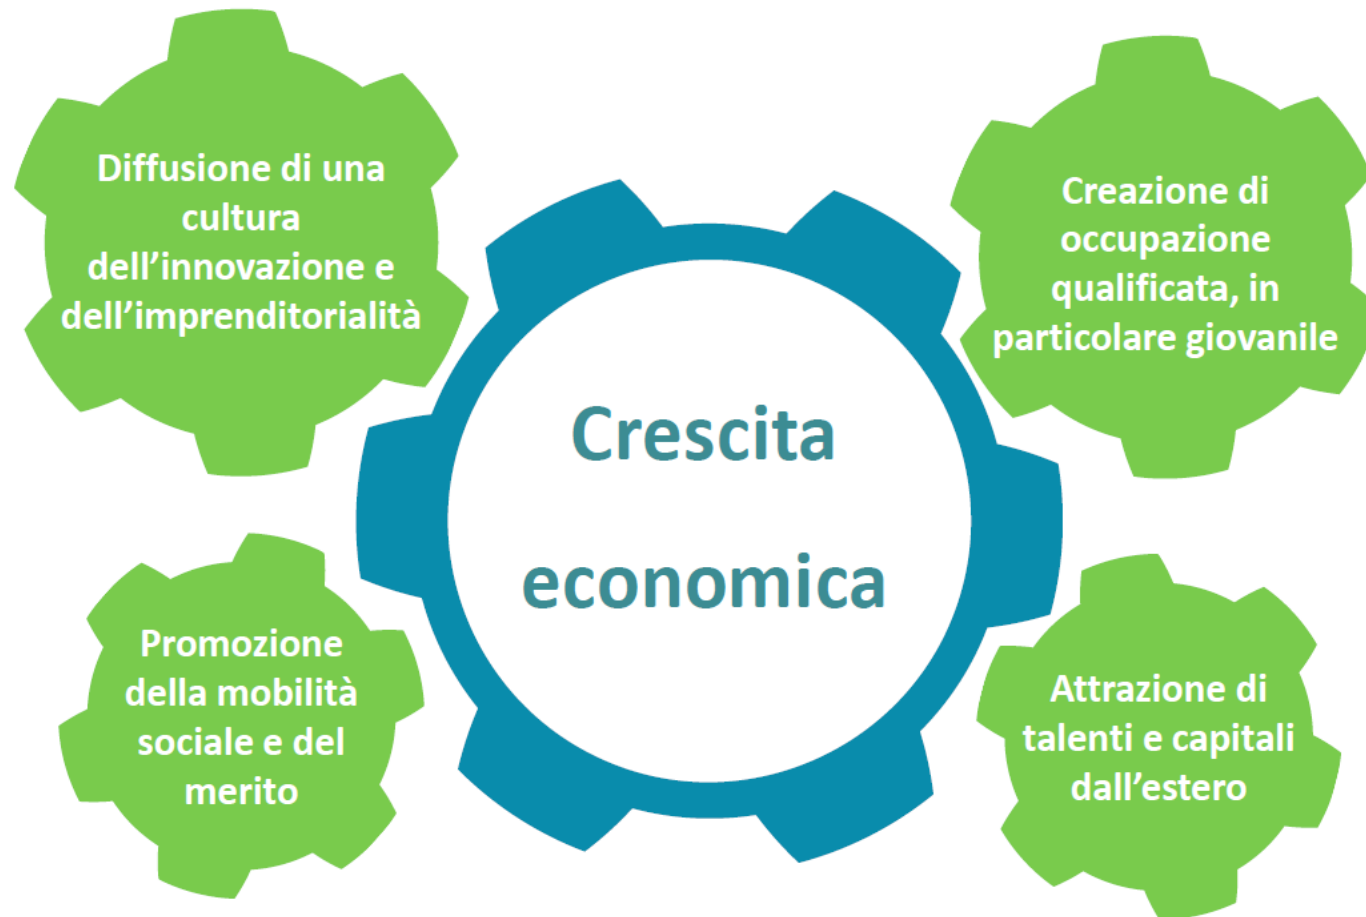 Diffusione di una
cultura
dell’innovazione e
dell’imprenditorialità
Creazione di
occupazione
qualificata, in
particolare giovanile
Crescita
economica
Promozione
della mobilità
sociale e del
merito
Attrazione di
talenti e capitali
dall’estero